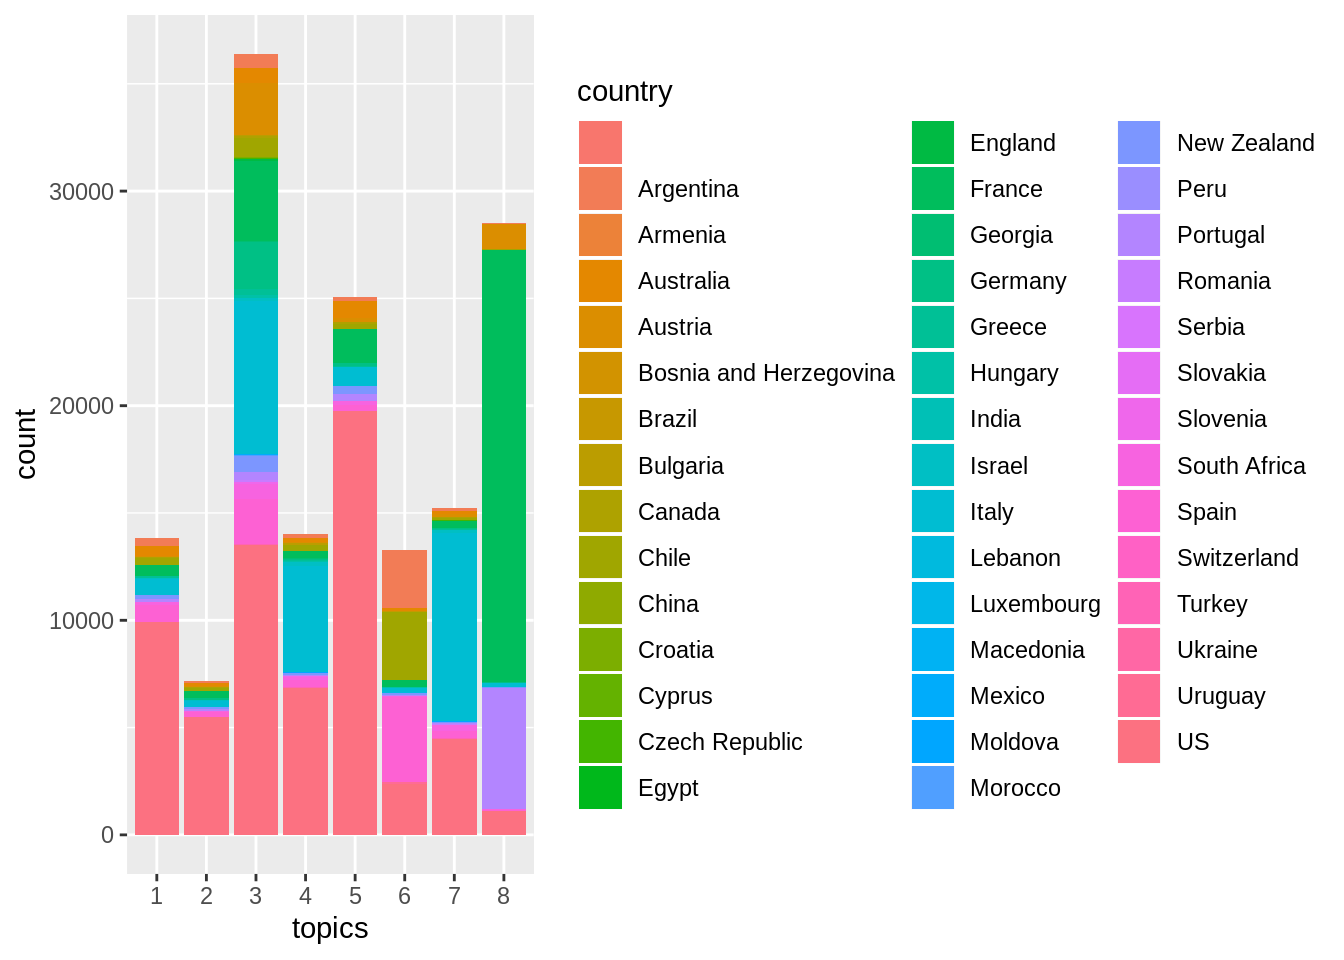 country
Argentina
Armenia
Australia
Austria
Bosnia and Herzegovina
Brazil
Bulgaria
Canada
Chile
China
Croatia
Cyprus
Czech Republic
Egypt
England
France
Georgia
Germany
Greece
Hungary
India
Israel
Italy
Lebanon
Luxembourg
Macedonia
Mexico
Moldova
Morocco
New Zealand
Peru
Portugal
Romania
Serbia
Slovakia
Slovenia
South Africa
Spain
Switzerland
Turkey
Ukraine
Uruguay
US
count
30000
20000
10000
0
1 2 3 4 5 6 7 8
topics